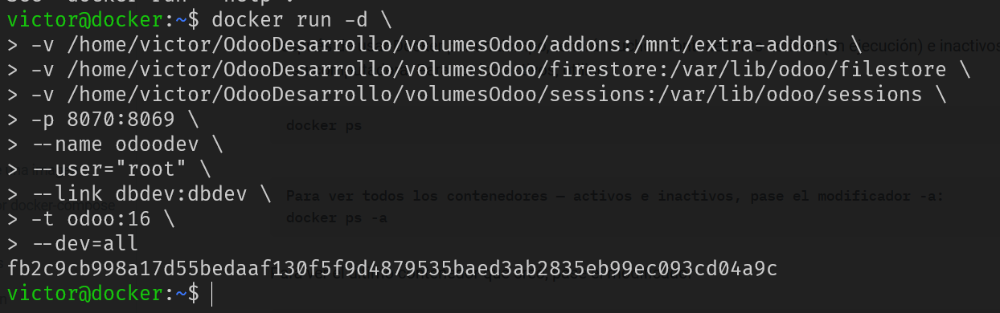 victor@docker:~$ docker run -d \
> -v /home/victor/OdooDesarrollo/volumesOdoo/addons:/mnt/extra-addons \
> -v /home/victor/OdooDesarrollo/volumesOdoo/firestore:/var/lib/odoo/filestore \
> -v /home/victor/OdooDesarrollo/volumesOdoo/sessions:/var/lib/odoo/sessions \
> -p 8070:8069 \
docker ps
> --name odoodev \
> --user="root" \
> --link dbdev:dbdev \
Para ver todos los contenedores — activos e inactivos, pase el modificador -a:
docker-compose
> -t odoo:16 \
docker ps -a
> --dev=all
fb2c9cb998a17d55bedaaf130f5f9d4879535baed3ab2835eb99ec093cd04a9c
victor@docker:~$